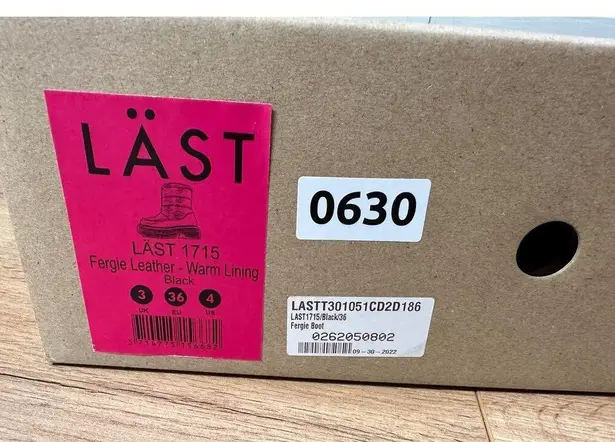 LÄST
LÄST 1715
Fergie Leather - Warm Lining
Black
3 36 4
UK EU US
0630
LASTT301051CD2D186
LAST1715/Black/36
Fergie Boot
0262050802
09-30-2022